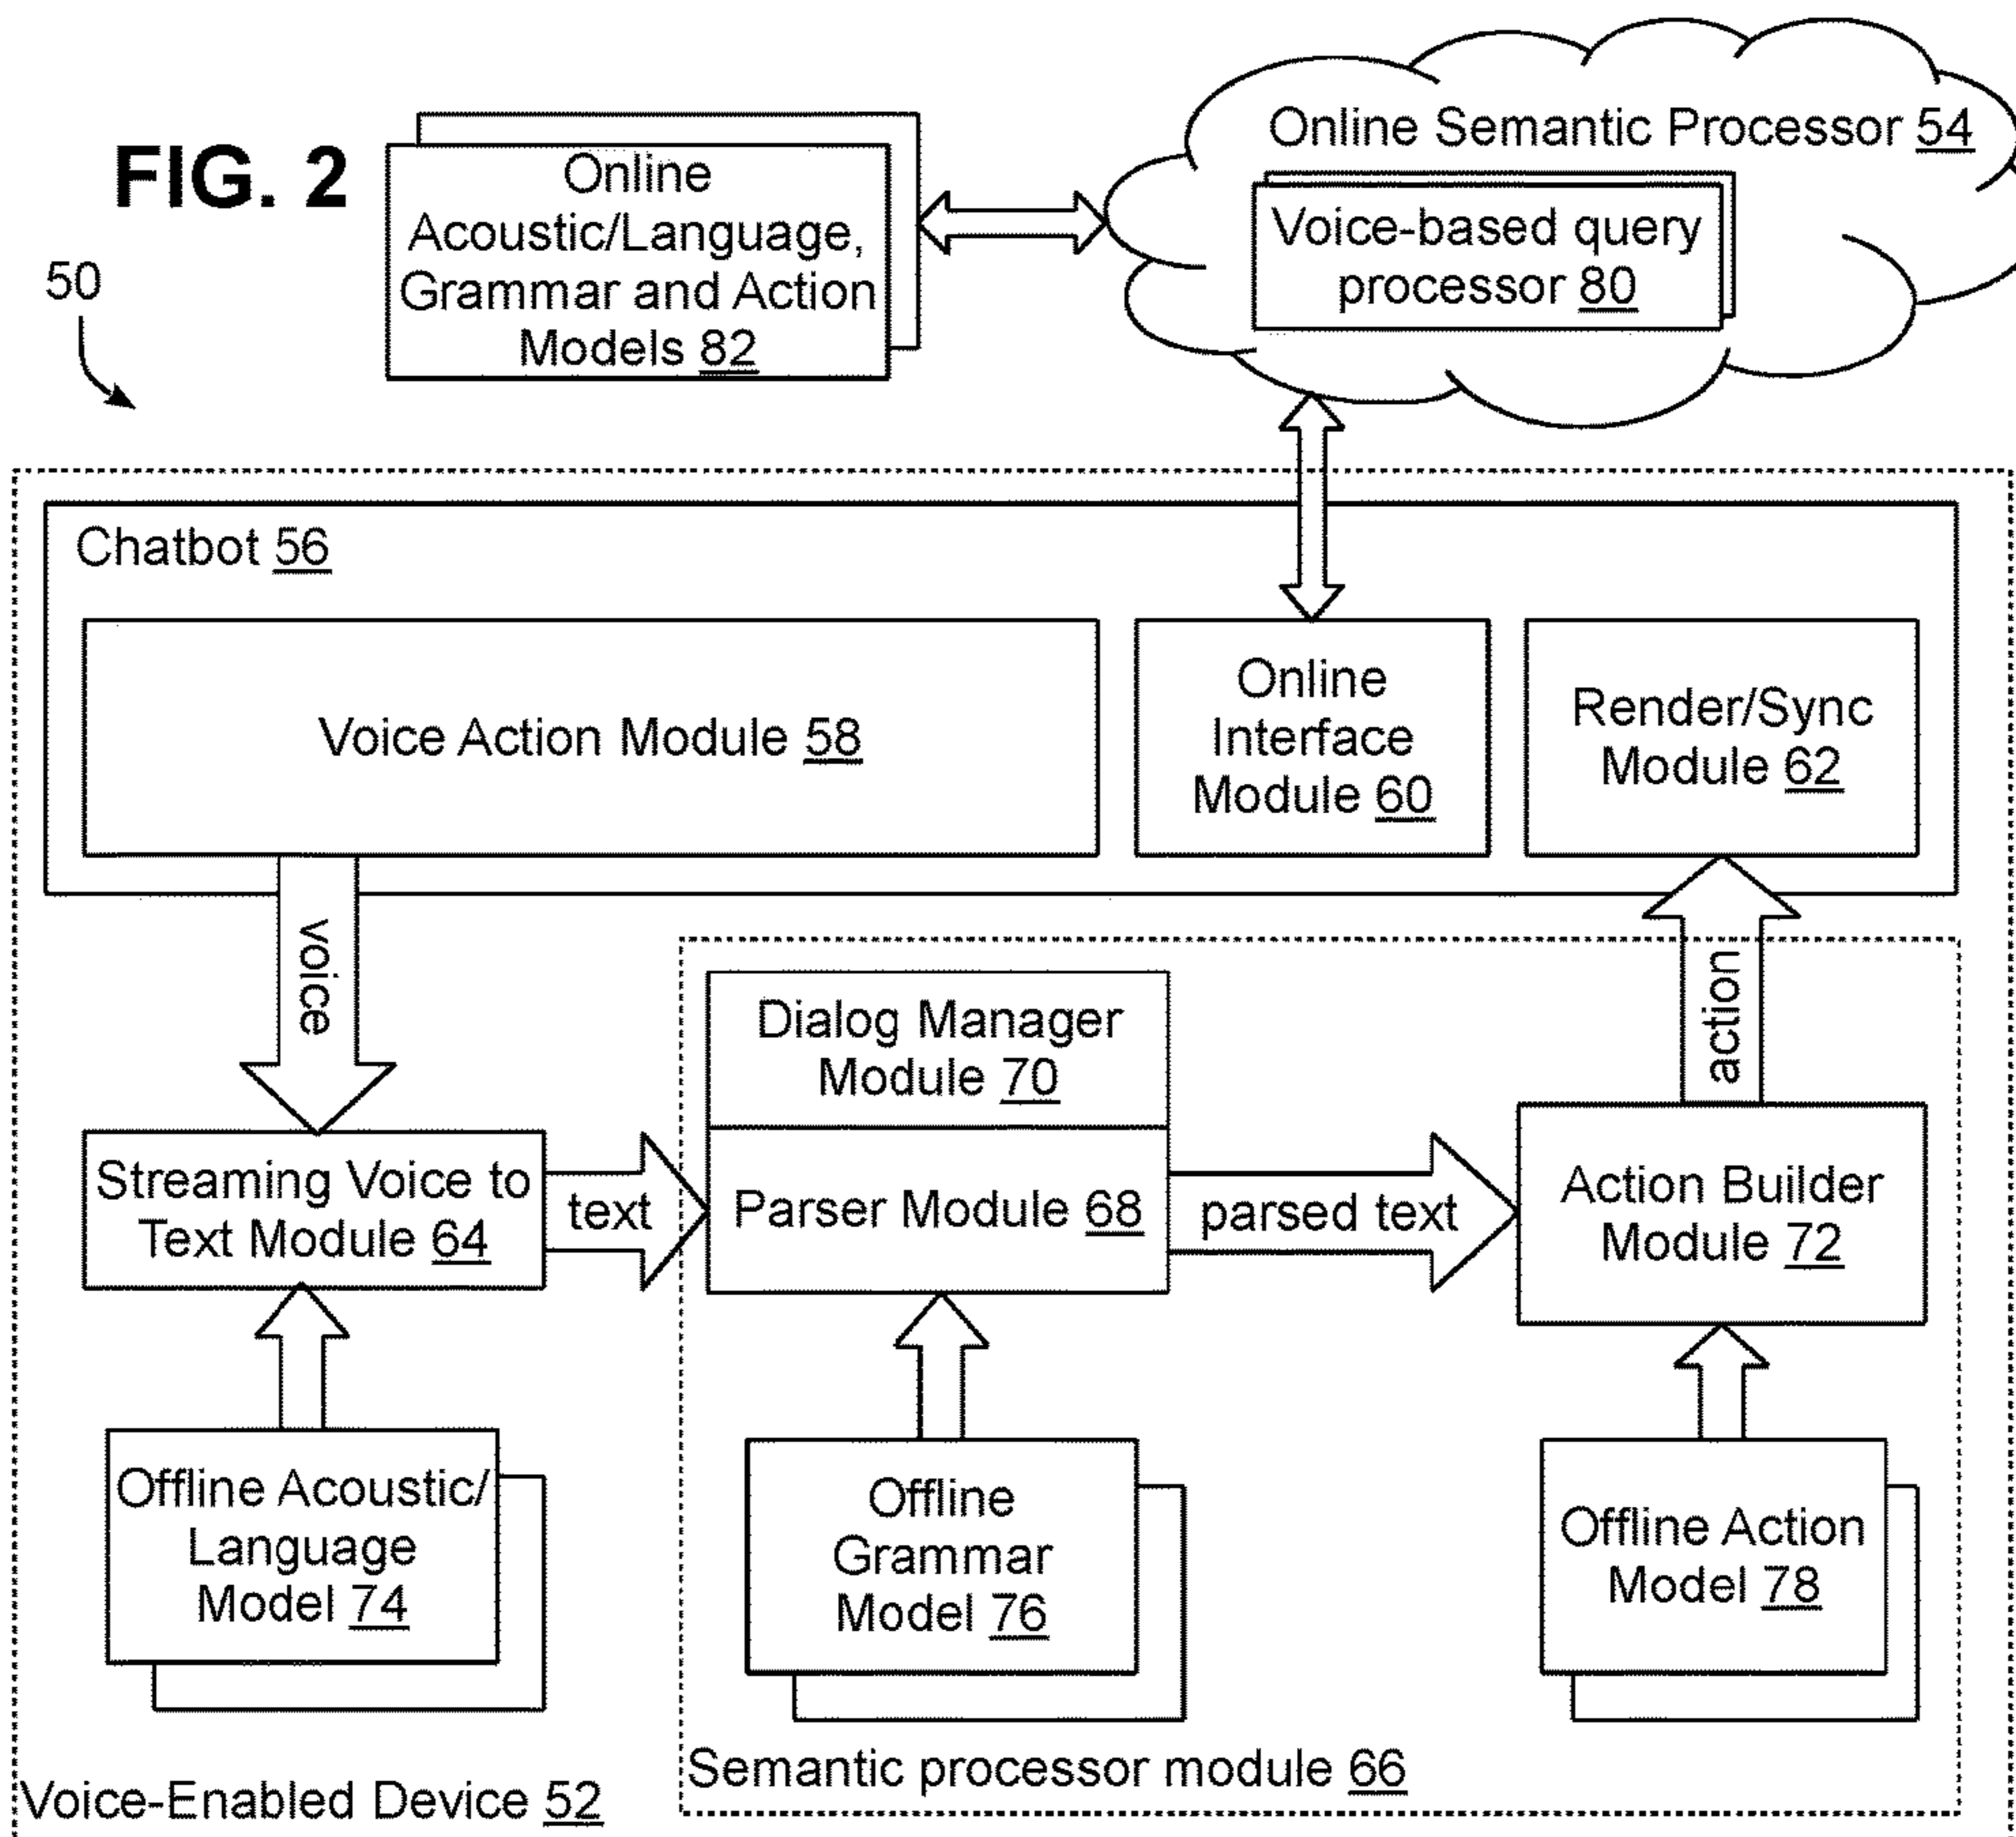 FIG. 2
50
Online
Acoustic/Language,
Grammar and Action
Models 82
Online Semantic Processor 54
Voice-based query
processor 80
Chatbot 56
Voice Action Module 58
Online
Interface
Module 60
Render/Sync
Module 62
voice
action
Dialog Manager
Module 70
Streaming Voice to
Text Module 64
text
Parser Module 68
parsed text
Action Builder
Module 72
Offline Acoustic/
Language
Model 74
Offline
Grammar
Model 76
Offline Action
Model 78
Semantic processor module 66
Voice-Enabled Device 52